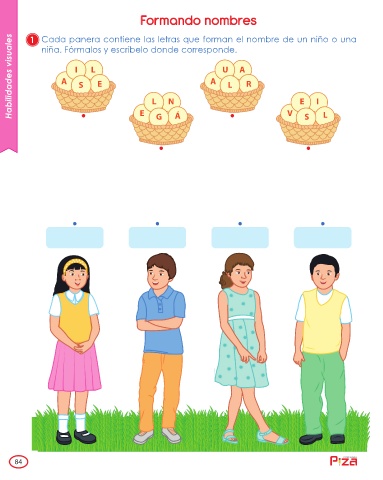 Formando nombres
Habilidades visuales
1 Cada panera contiene las letras que forman el nombre de un niño o una
niña. Fórmalos y escríbelo donde corresponde.
I L
A S E
U A
A L R
L N
E G Á
E I
V S L
84
Piza